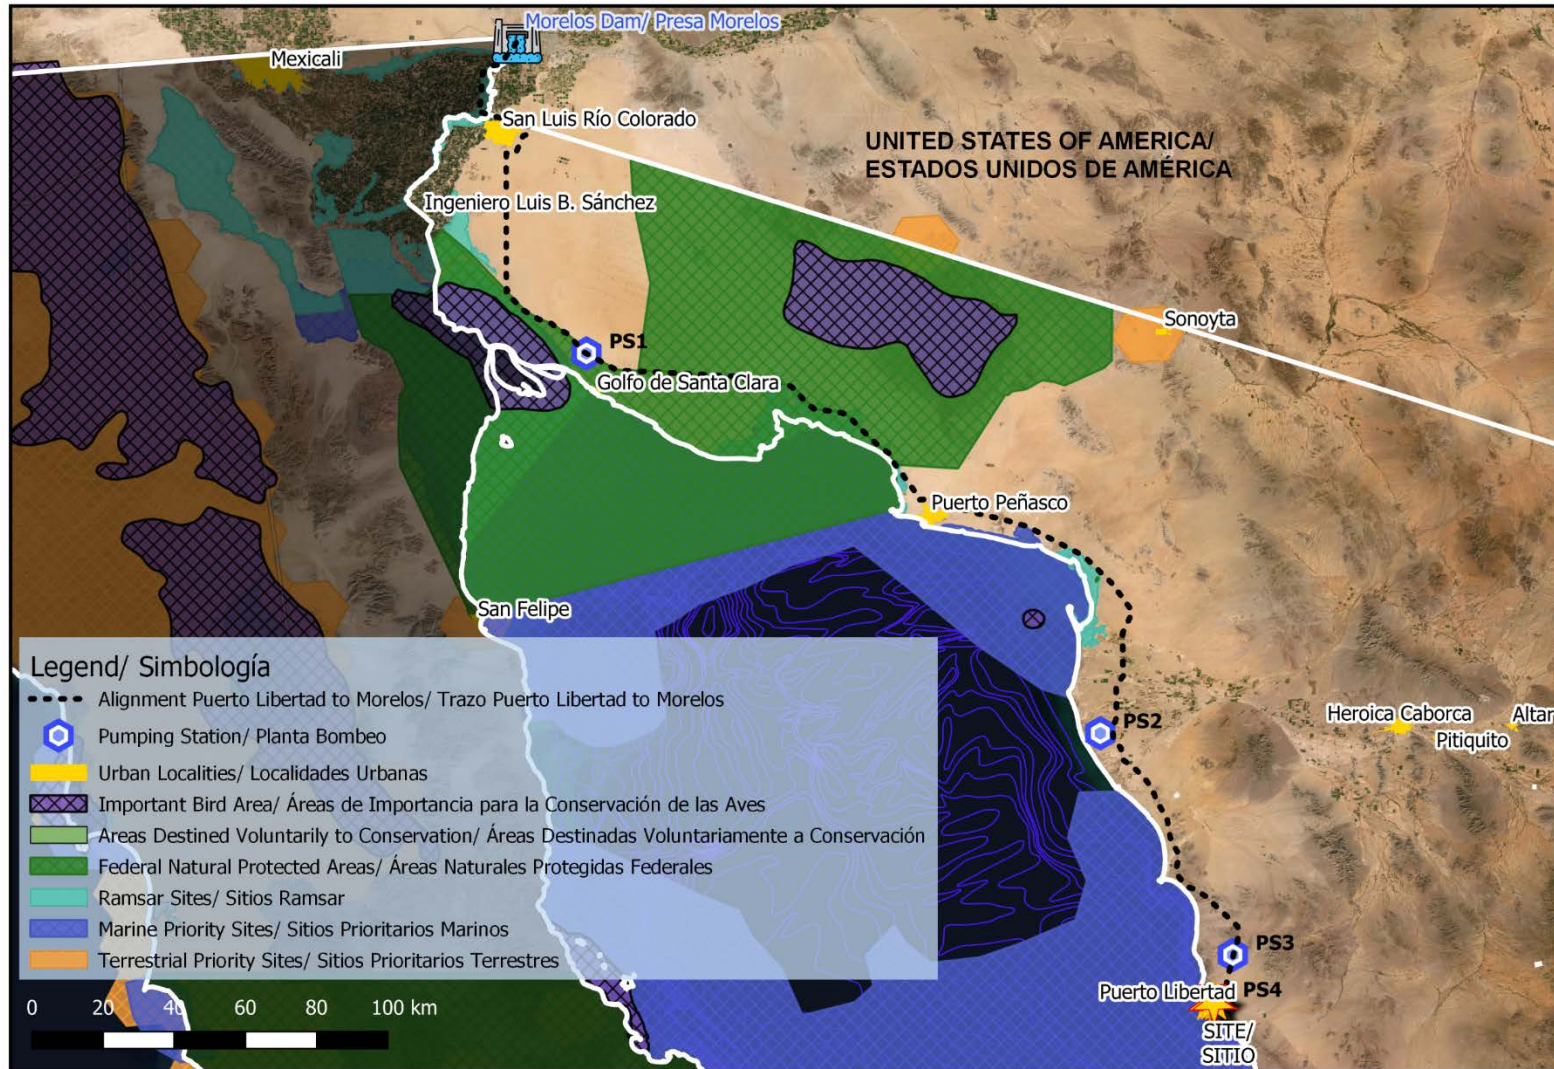 Morelos Dam/ Presa Morelos
Mexicali
San Luis Río Colorado
UNITED STATES OF AMERICA/
ESTADOS UNIDOS DE AMÉRICA
Ingeniero Luis B. Sánchez
Sonoyta
PS1
Golfo de Santa Clara
Puerto Peñasco
San Felipe
Legend/ Simbología
Alignment Puerto Libertad to Morelos/ Trazo Puerto Libertad to Morelos
Pumping Station/ Planta Bombeo
Urban Localities/ Localidades Urbanas
Important Bird Area/ Áreas de Importancia para la Conservación de las Aves
Areas Destined Voluntarily to Conservation/ Áreas Destinadas Voluntariamente a Conservación
Federal Natural Protected Areas/ Áreas Naturales Protegidas Federales
Ramsar Sites/ Sitios Ramsar
Marine Priority Sites/ Sitios Prioritarios Marinos
Terrestrial Priority Sites/ Sitios Prioritarios Terrestres
0 20 40 60 80 100 km
PS2
Heroica Caborca
Altar
Pitiquito
PS3
Puerto Libertad
PS4
SITE/
SITIO